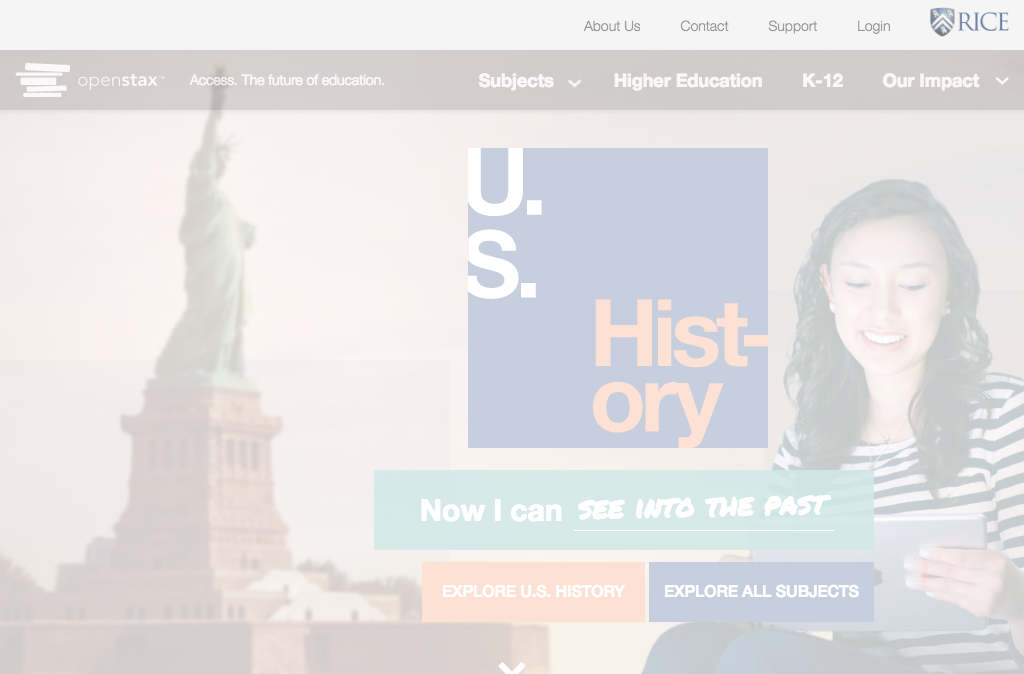 About Us Contact Support Login RICE
openstax™ Access. The future of education. Subjects Higher Education K-12 Our Impact
U.
S.
Hist-
ory
Now I can see into the past
EXPLORE U.S. HISTORY EXPLORE ALL SUBJECTS